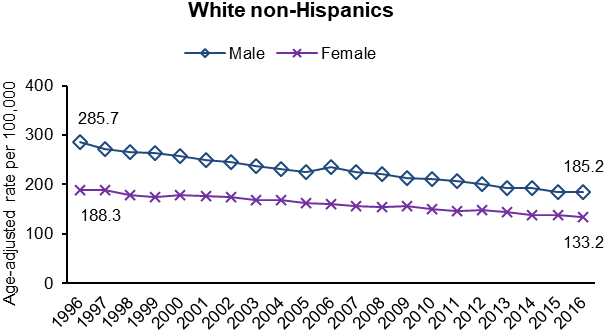 White non-Hispanics
Male Female
Age-adjusted rate per 100,000
400
300
200
100
0
285.7
185.2
188.3
133.2
1996 1997 1998 1999 2000 2001 2002 2003 2004 2005 2006 2007 2008 2009 2010 2011 2012 2013 2014 2015 2016